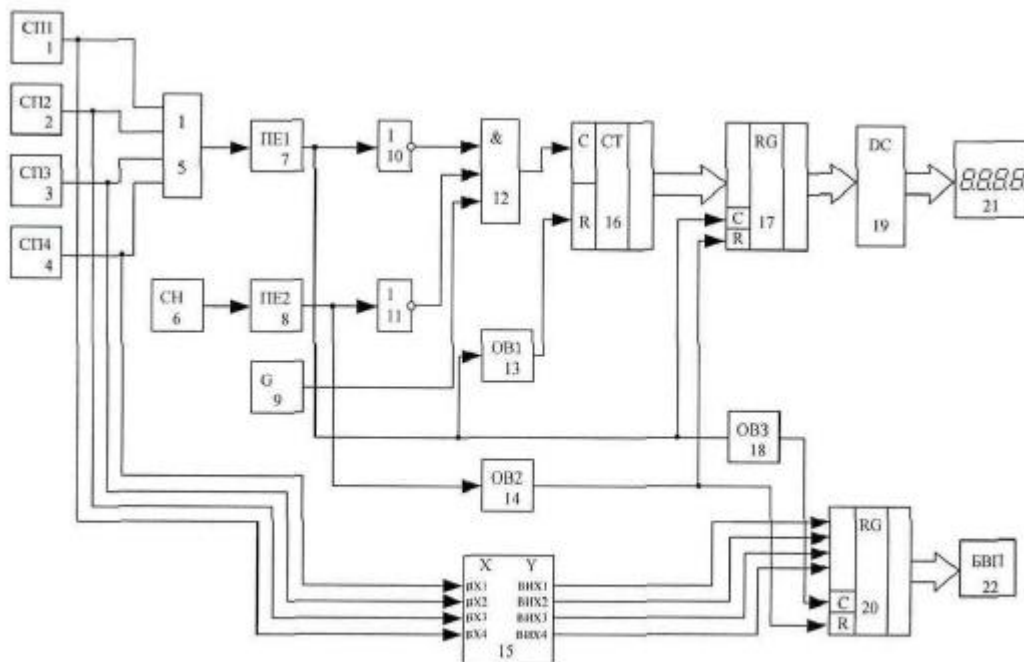 СП1
1
СП2
2
СП3
3
СП4
4
1
5
СН
6
ПЕ1
7
ПЕ2
8
G
9
1
10
1
11
&
12
ОВ1
13
ОВ2
14
X Y
ВХ1 ВИХ1
ВХ2 ВИХ2
ВХ3 ВИХ3
ВХ4 ВИХ4
15
C CT
R 16
RG
C 17
R
ОВ3
18
DC
19
RG
C 20
R
8.8.8.8
21
БВП
22